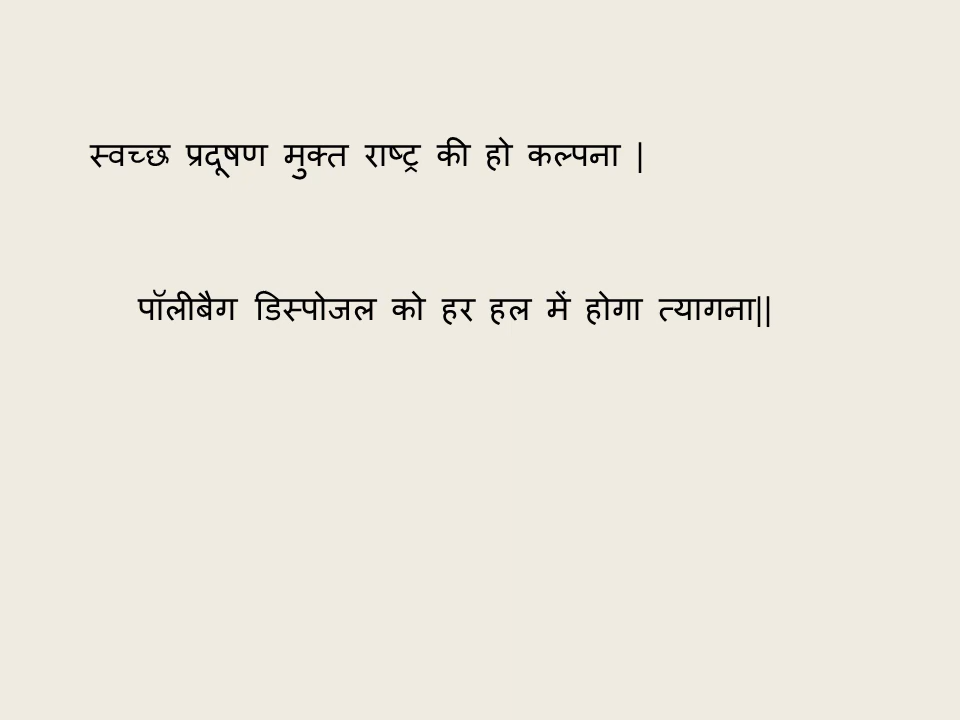 स्वच्छ प्रदूषण मुक्त राष्ट्र की हो कल्पना |
पॉलीबैग डिस्पोजल को हर हल में होगा त्यागना||